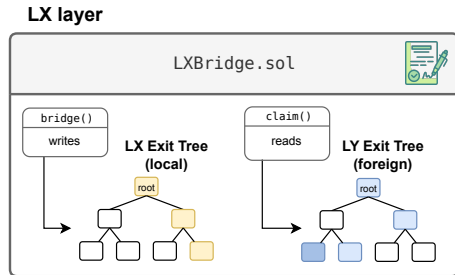 LX layer
LXBridge.sol
bridge()
writes
LX Exit Tree
(local)
root
claim()
reads
LY Exit Tree
(foreign)
root